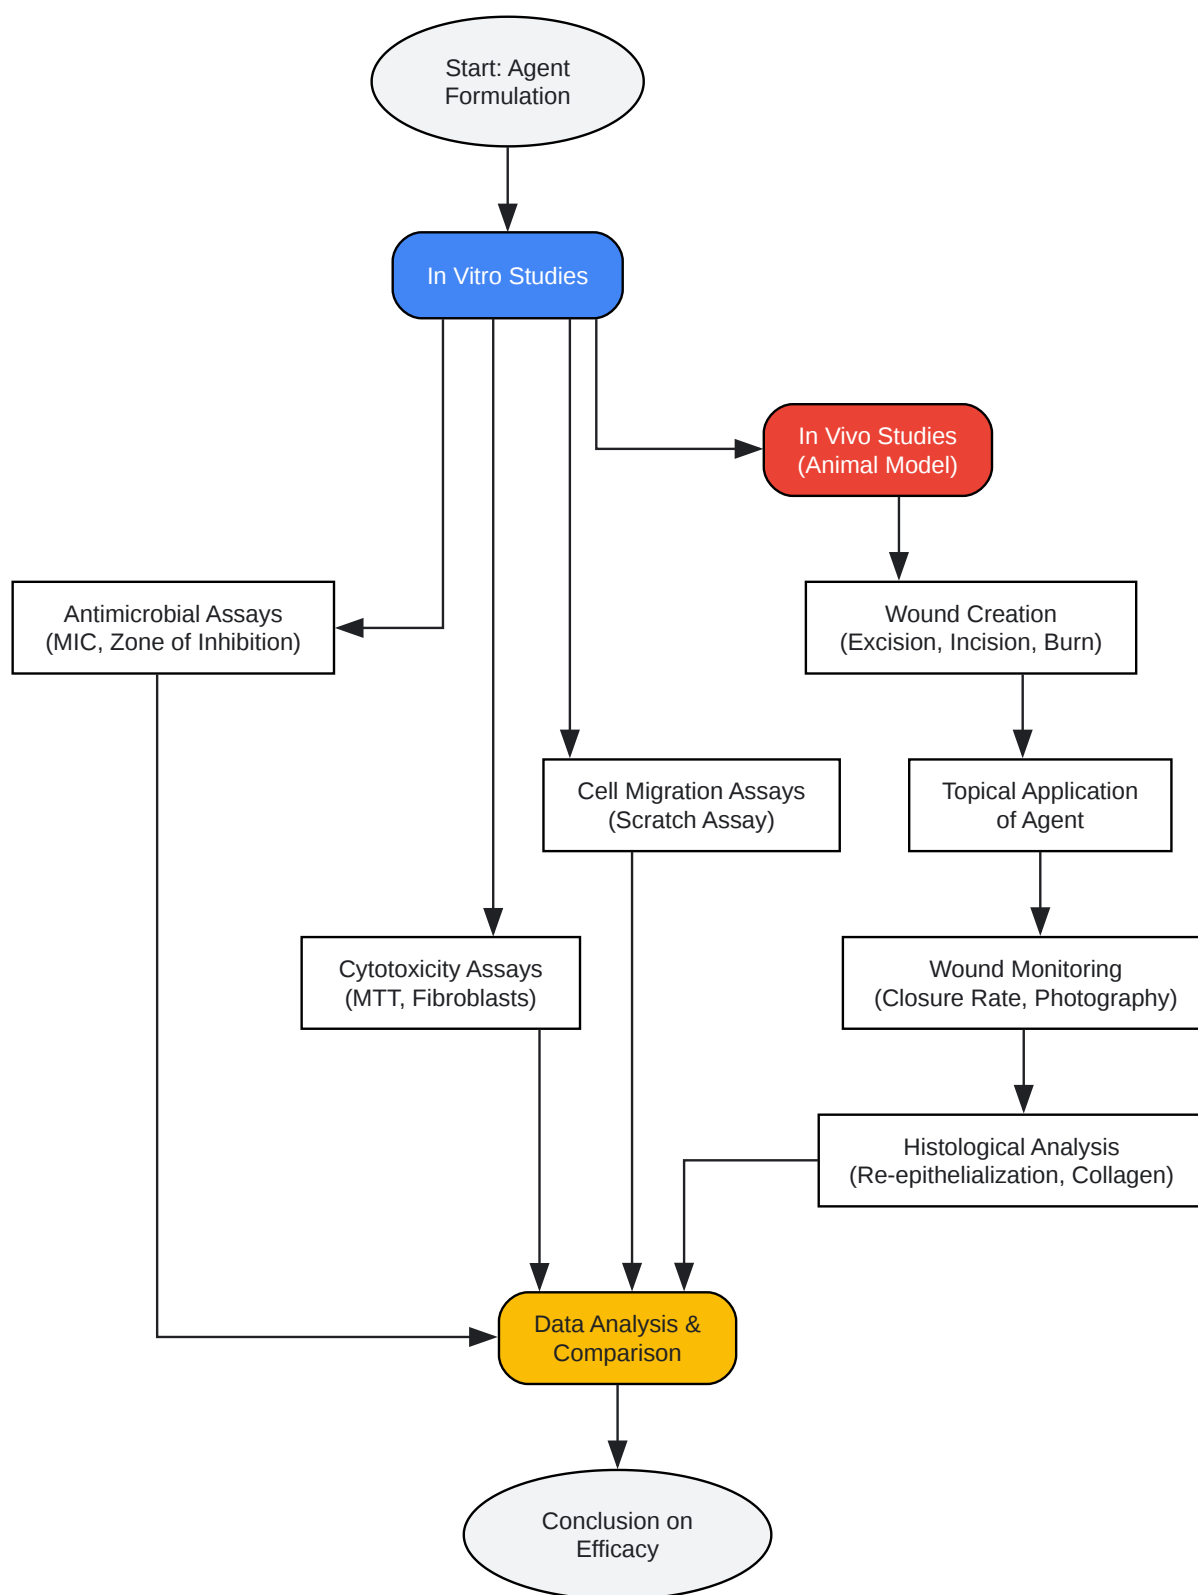 Start: Agent
Formulation
In Vitro Studies
In Vivo Studies
(Animal Model)
Antimicrobial Assays
(MIC, Zone of Inhibition)
Wound Creation
(Excision, Incision, Burn)
Cell Migration Assays
(Scratch Assay)
Topical Application
of Agent
Cytotoxicity Assays
(MTT, Fibroblasts)
Wound Monitoring
(Closure Rate, Photography)
Histological Analysis
(Re-epithelialization, Collagen)
Data Analysis &
Comparison
Conclusion on
Efficacy